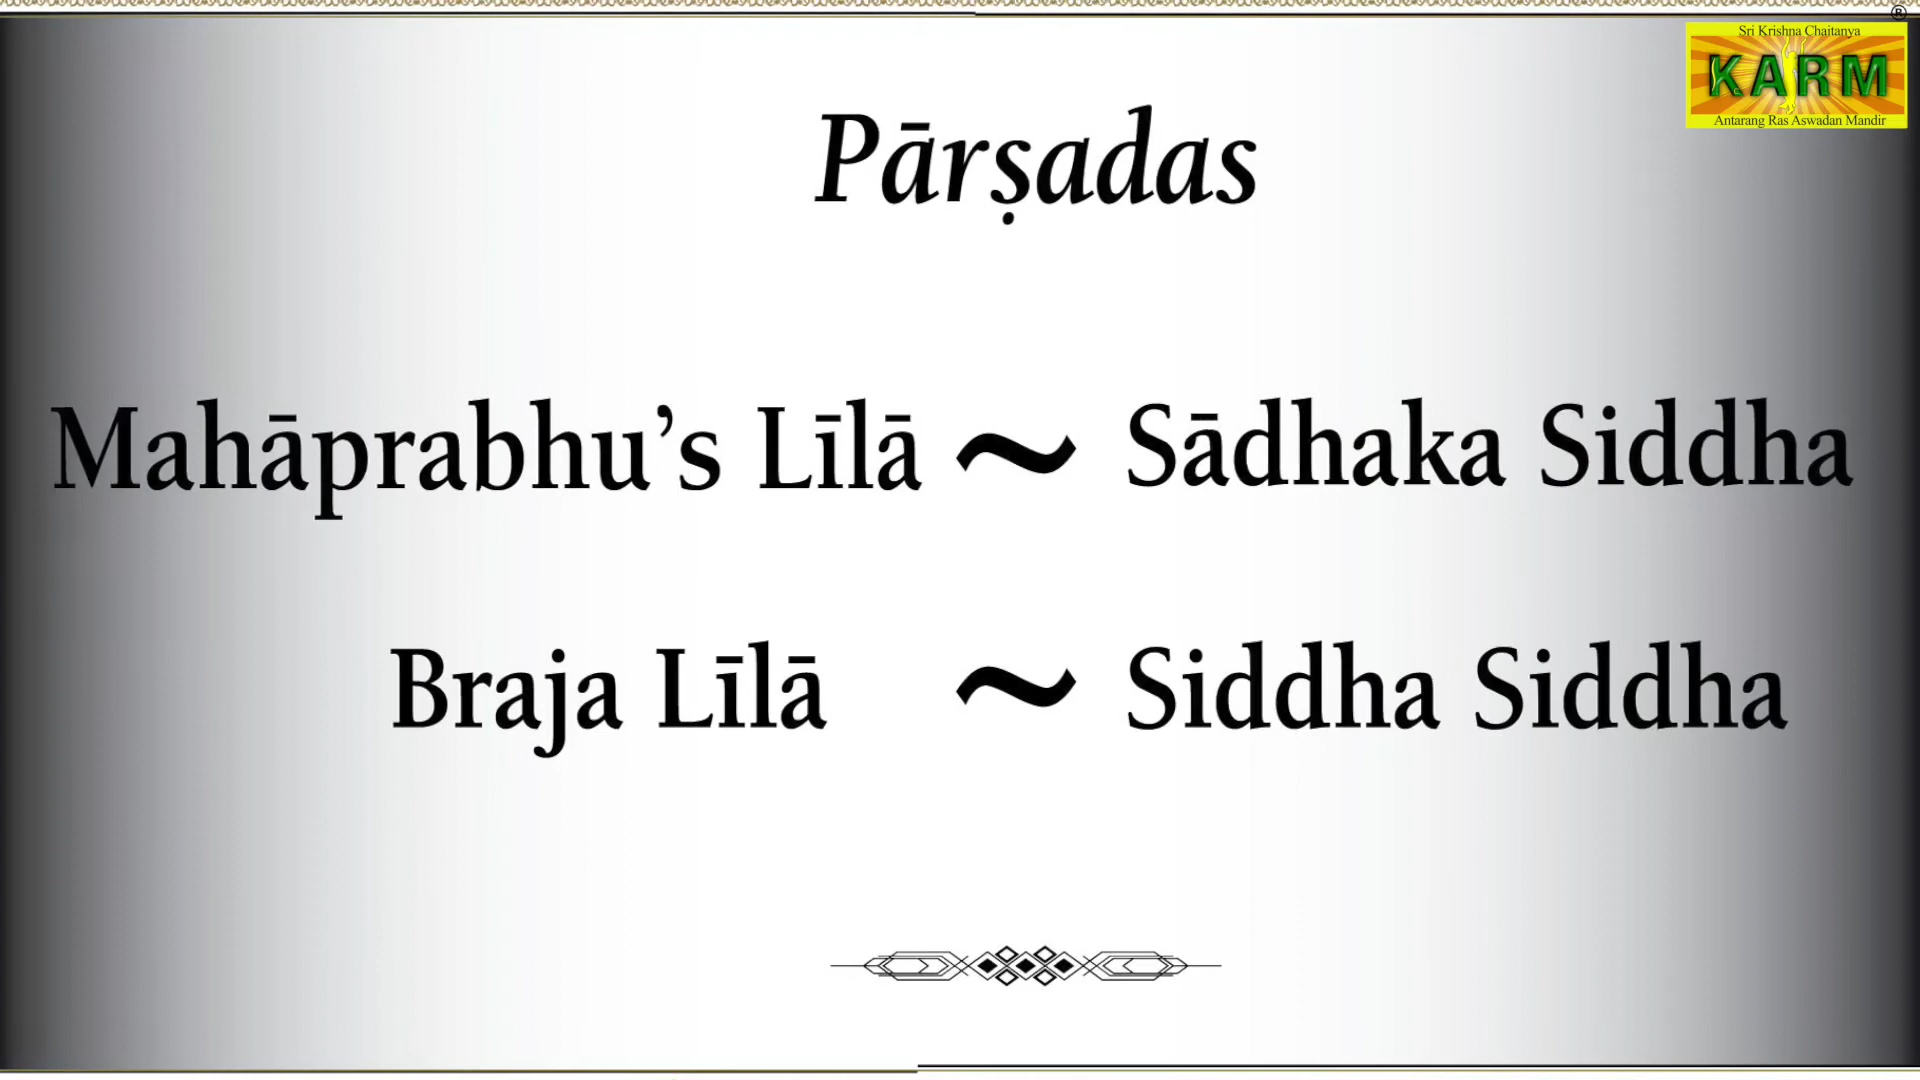 ®
Sri Krishna Chaitanya
KARM
Antarang Ras Aswadan Mandir
Pārṣadas
Mahāprabhu’s Līlā ~ Sādhaka Siddha
Braja Līlā ~ Siddha Siddha